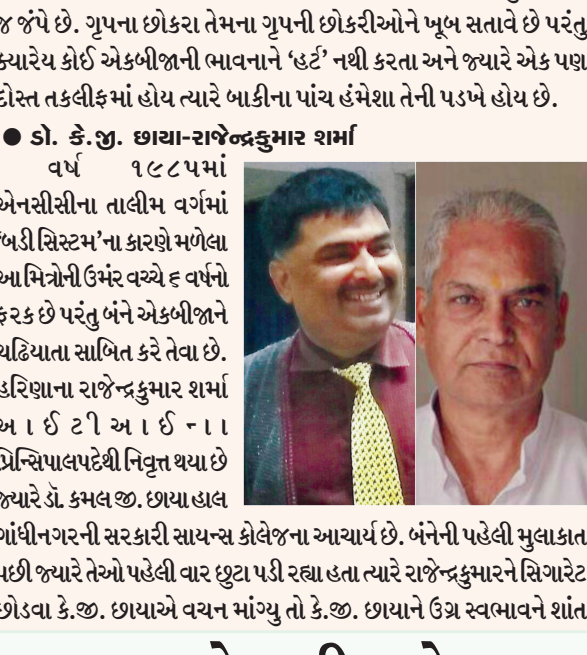 જ જંપે છે. ગૃપના છોકરા તેમના ગૃપની છોકરીઓને ખૂબ સતાવે છે પરંતુ
ક્યારેય કોઈ એકબીજાની ભાવનાને ‘હર્ટ’ નથી કરતા અને જ્યારે એક પણ
દોસ્ત તકલીફમાં હોય ત્યારે બાકીના પાંચ હંમેશા તેની પડખે હોય છે.
● ડો. કે.જી. છાયા-રાજેન્દ્રકુમાર શર્મા
વર્ષ ૧૯૮૫માં
એનસીસીના તાલીમ વર્ગમાં
‘બડી સિસ્ટમ’ના કારણે મળેલા
આ મિત્રોની ઉંમર વચ્ચે ૬ વર્ષનો
ફરક છે પરંતુ બંને એકબીજાને
ચઢિયાતા સાબિત કરે તેવા છે.
હરિણાના રાજેન્દ્રકુમાર શર્મા
આઈટીઆઈના
પ્રિન્સિપાલપદેથી નિવૃત્ત થયા છે
જ્યારે ડૉ. કમલ જી. છાયા હાલ
ગાંધીનગરની સરકારી સાયન્સ કોલેજના આચાર્ય છે. બંનેની પહેલી મુલાકાત
પછી જ્યારે તેઓ પહેલી વાર છુટા પડી રહ્યા હતા ત્યારે રાજેન્દ્રકુમારને સિગારેટ
છોડવા કે.જી. છાયાએ વચન માંગ્યુ તો કે.જી. છાયાને ઉગ્ર સ્વભાવને શાંત